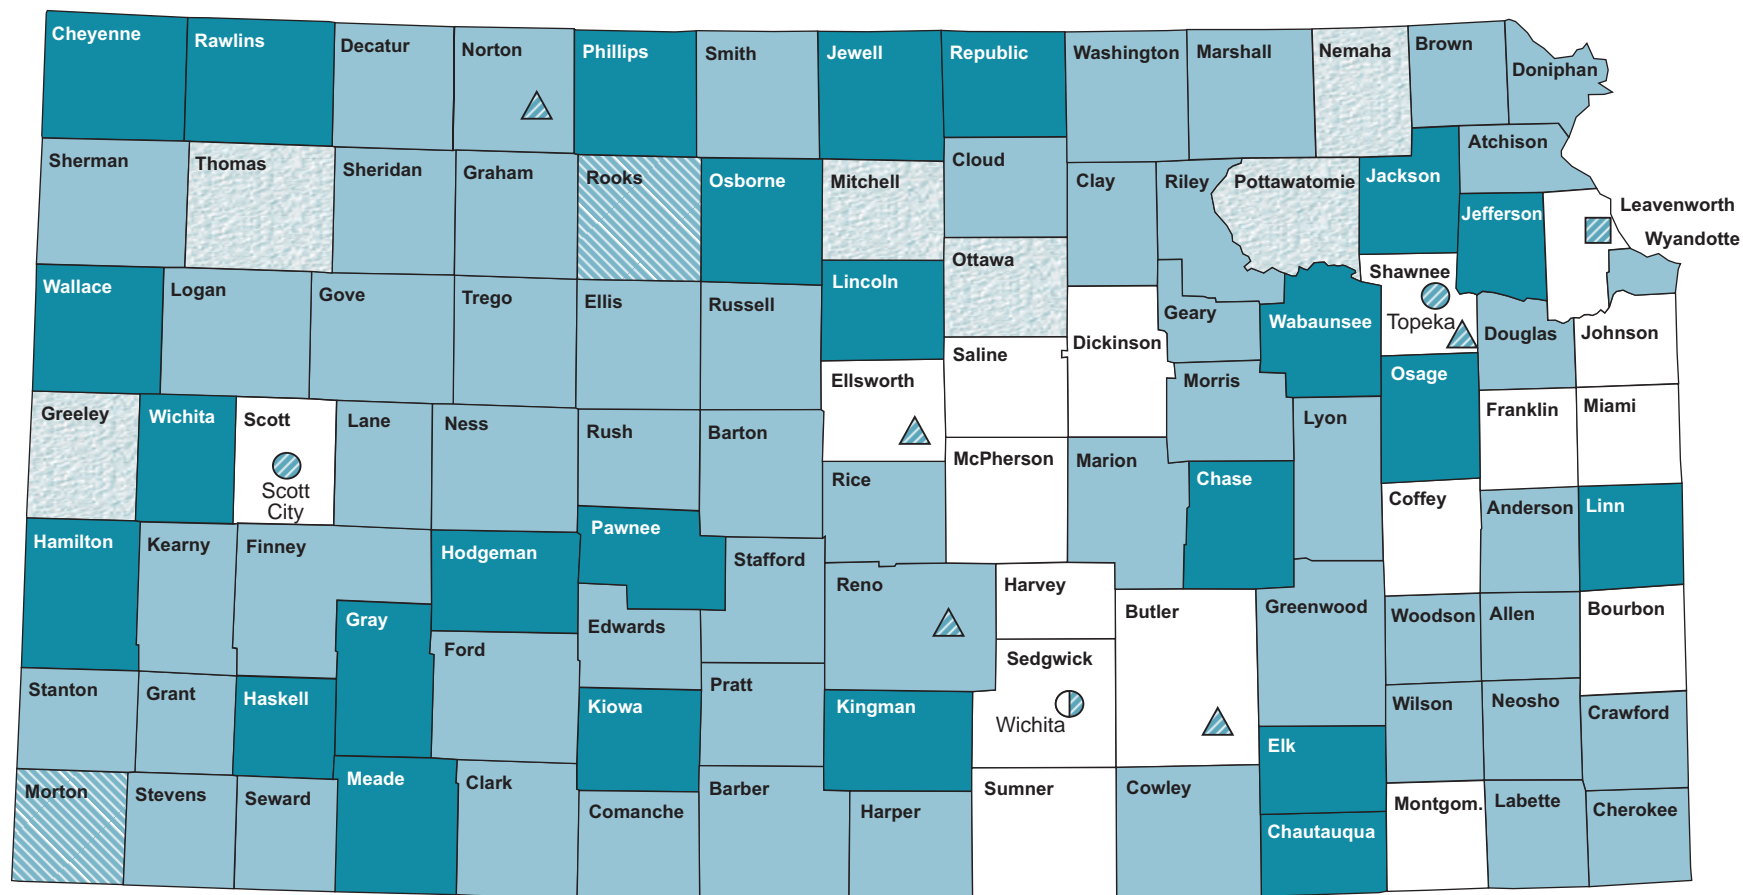 Cheyenne
Rawlins
Decatur
Norton
Phillips
Smith
Jewell
Republic
Washington
Marshall
Nemaha
Brown
Doniphan
Sherman
Thomas
Sheridan
Graham
Rooks
Osborne
Mitchell
Cloud
Clay
Riley
Pottawatomie
Jackson
Atchison
Jefferson
Leavenworth
Wyandotte
Wallace
Logan
Gove
Trego
Ellis
Russell
Lincoln
Ottawa
Saline
Dickinson
Geary
Wabaunsee
Shawnee
Topeka
Douglas
Johnson
Greeley
Wichita
Scott
Scott
City
Lane
Ness
Rush
Barton
Ellsworth
Rice
McPherson
Marion
Morris
Chase
Lyon
Osage
Franklin
Miami
Coffey
Anderson
Linn
Hamilton
Kearny
Finney
Hodgeman
Pawnee
Stafford
Reno
Harvey
Butler
Greenwood
Woodson
Allen
Bourbon
Gray
Ford
Edwards
Sedgwick
Wichita
Stanton
Grant
Haskell
Kiowa
Pratt
Kingman
Elk
Wilson
Neosho
Crawford
Morton
Stevens
Seward
Meade
Clark
Comanche
Barber
Harper
Sumner
Cowley
Chautauqua
Montgom.
Labette
Cherokee